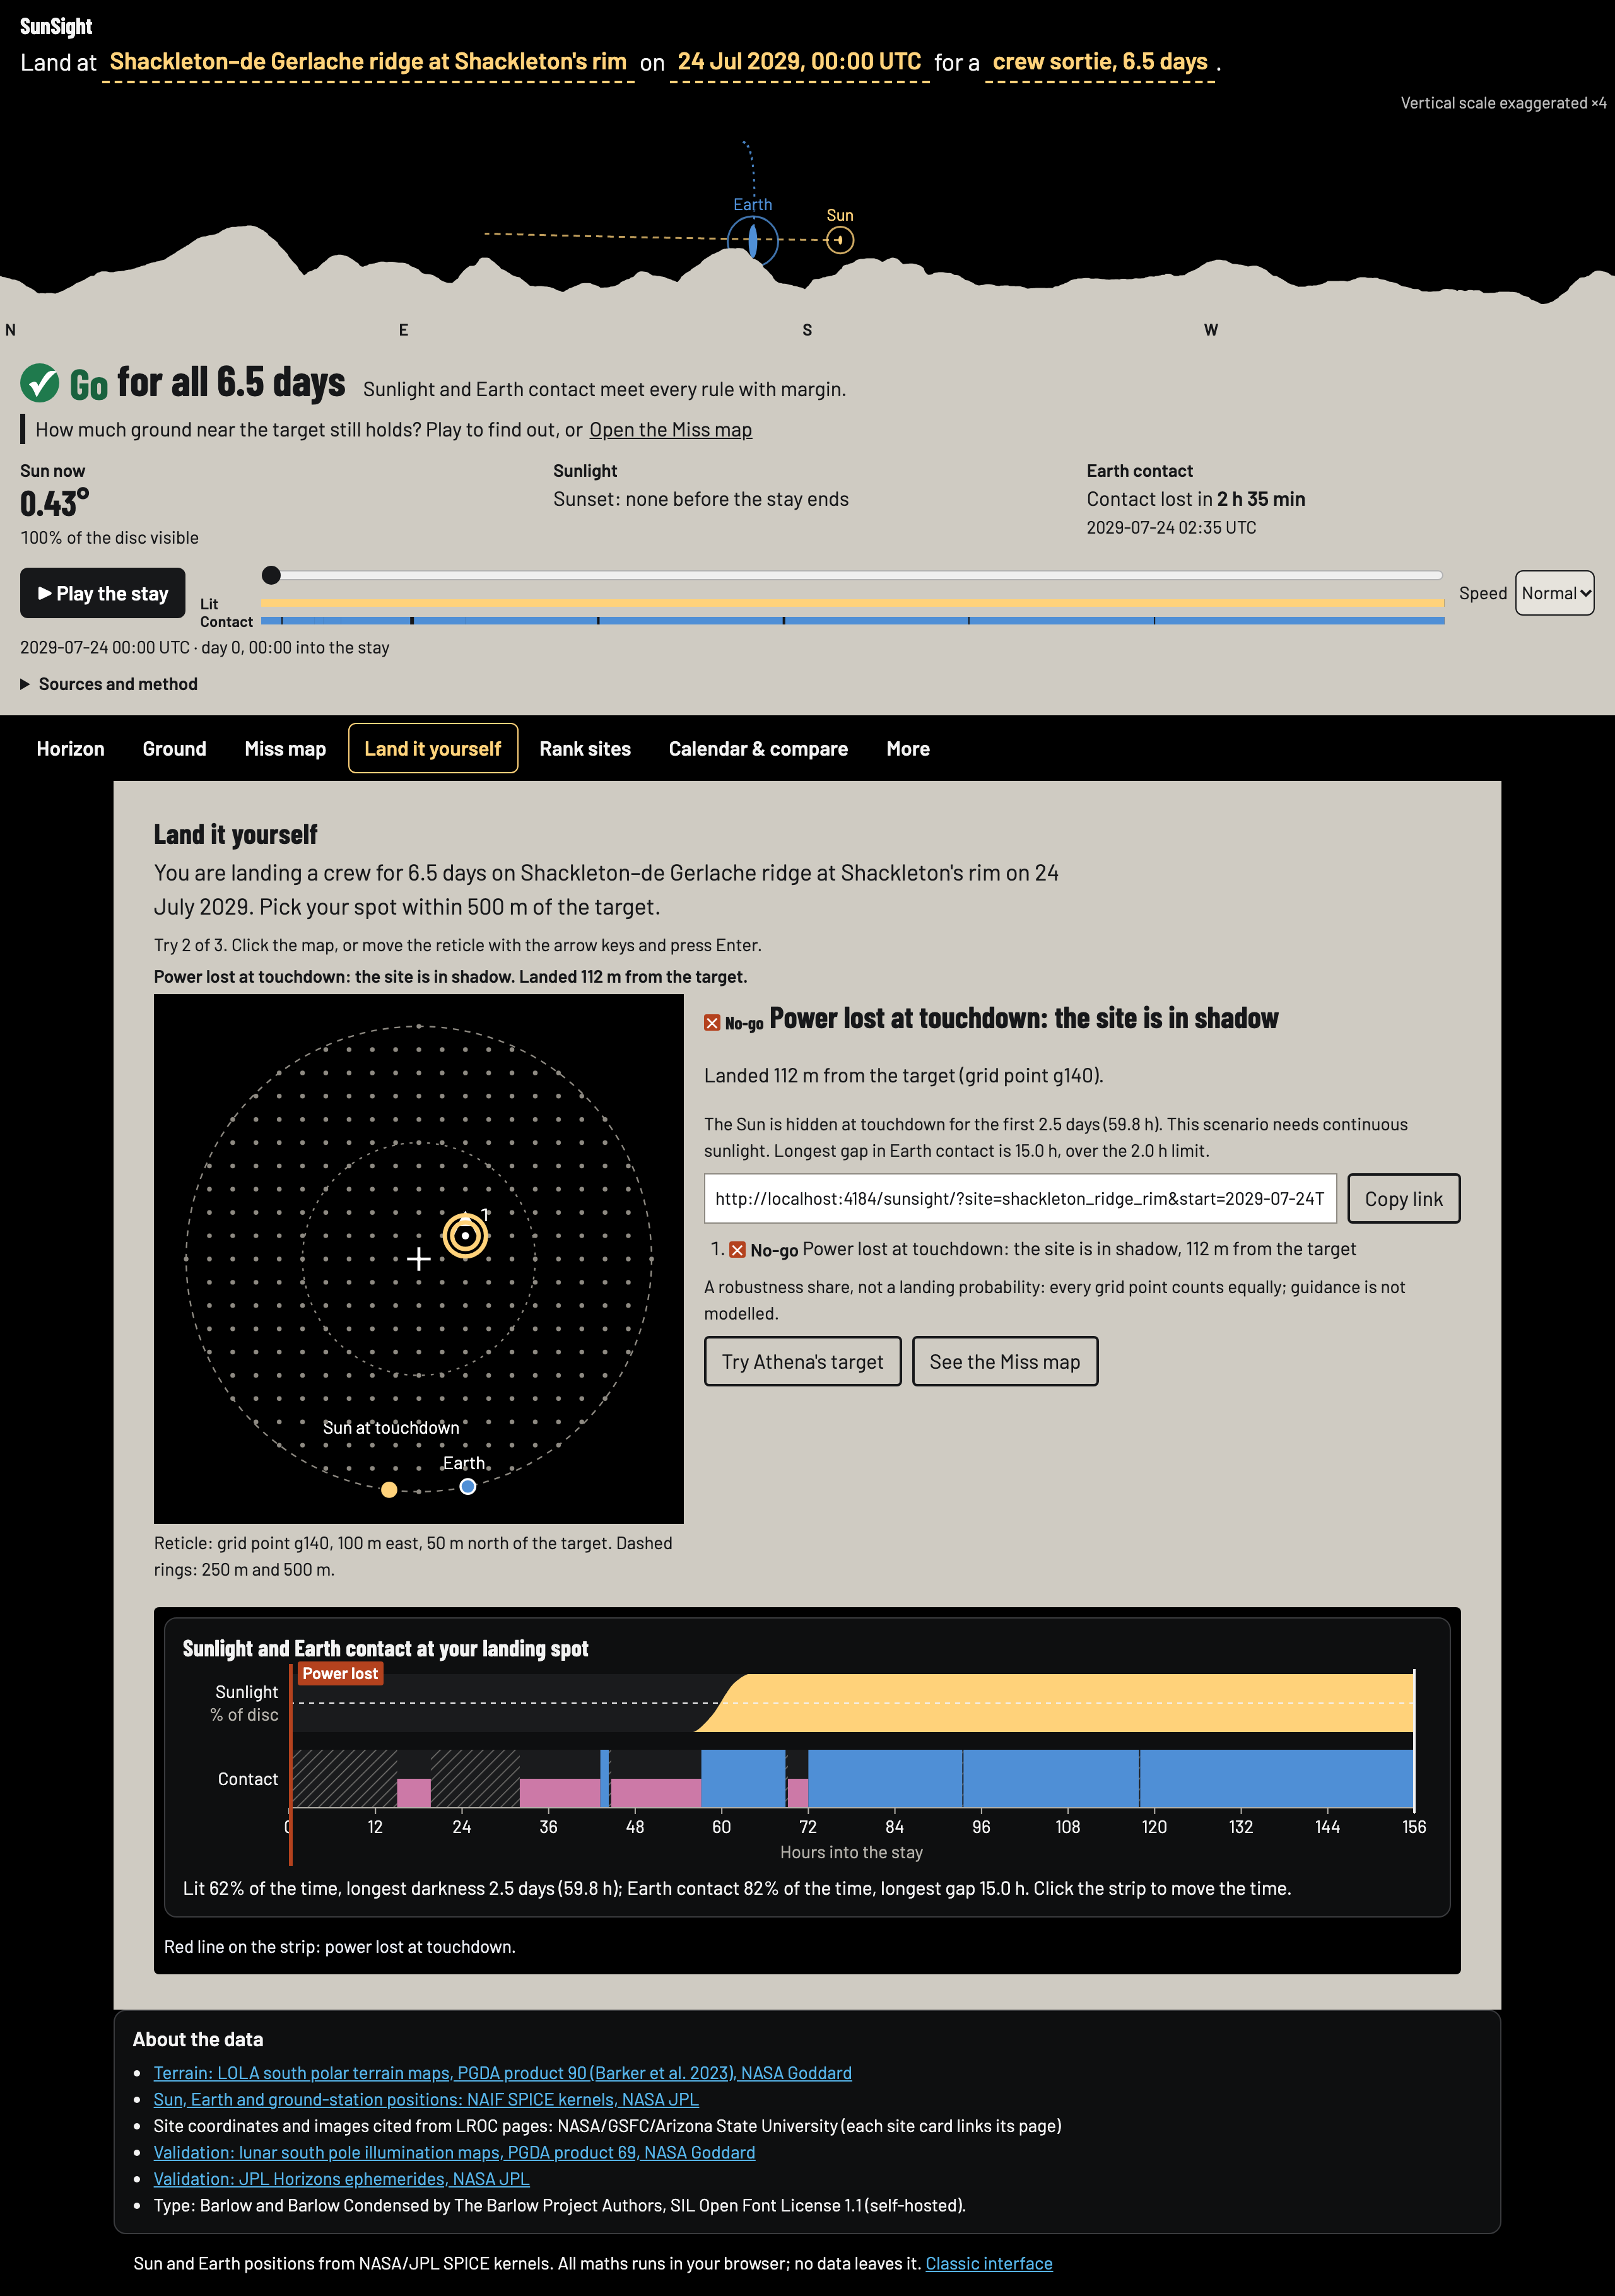 SunSight
Land at Shackleton–de Gerlache ridge at Shackleton's rim on 24 Jul 2029, 00:00 UTC for a crew sortie, 6.5 days.
Vertical scale exaggerated ×4
Earth
Sun
N E S W
Go for all 6.5 days Sunlight and Earth contact meet every rule with margin.
How much ground near the target still holds? Play to find out, or Open the Miss map
Sun now
0.43°
100% of the disc visible
Sunlight
Sunset: none before the stay ends
Earth contact
Contact lost in 2 h 35 min
2029-07-24 02:35 UTC
Play the stay
Lit
Contact
Speed Normal
2029-07-24 00:00 UTC · day 0, 00:00 into the stay
Sources and method
Horizon Ground Miss map Land it yourself Rank sites Calendar & compare More
Land it yourself
You are landing a crew for 6.5 days on Shackleton–de Gerlache ridge at Shackleton's rim on 24
July 2029. Pick your spot within 500 m of the target.
Try 2 of 3. Click the map, or move the reticle with the arrow keys and press Enter.
Power lost at touchdown: the site is in shadow. Landed 112 m from the target.
1
Sun at touchdown
Earth
Reticle: grid point g140, 100 m east, 50 m north of the target. Dashed
rings: 250 m and 500 m.
No-go Power lost at touchdown: the site is in shadow
Landed 112 m from the target (grid point g140).
The Sun is hidden at touchdown for the first 2.5 days (59.8 h). This scenario needs continuous
sunlight. Longest gap in Earth contact is 15.0 h, over the 2.0 h limit.
http://localhost:4184/sunsight/?site=shackleton_ridge_rim&start=2029-07-24T
Copy link
1. No-go Power lost at touchdown: the site is in shadow, 112 m from the target
A robustness share, not a landing probability: every grid point counts equally; guidance is not
modelled.
Try Athena's target
See the Miss map
Sunlight and Earth contact at your landing spot
Power lost
Sunlight
% of disc
Contact
0 12 24 36 48 60 72 84 96 108 120 132 144 156
Hours into the stay
Lit 62% of the time, longest darkness 2.5 days (59.8 h); Earth contact 82% of the time, longest gap 15.0 h. Click the strip to move the time.
Red line on the strip: power lost at touchdown.
About the data
Terrain: LOLA south polar terrain maps, PGDA product 90 (Barker et al. 2023), NASA Goddard
Sun, Earth and ground-station positions: NAIF SPICE kernels, NASA JPL
Site coordinates and images cited from LROC pages: NASA/GSFC/Arizona State University (each site card links its page)
Validation: lunar south pole illumination maps, PGDA product 69, NASA Goddard
Validation: JPL Horizons ephemerides, NASA JPL
Type: Barlow and Barlow Condensed by The Barlow Project Authors, SIL Open Font License 1.1 (self-hosted).
Sun and Earth positions from NASA/JPL SPICE kernels. All maths runs in your browser; no data leaves it. Classic interface